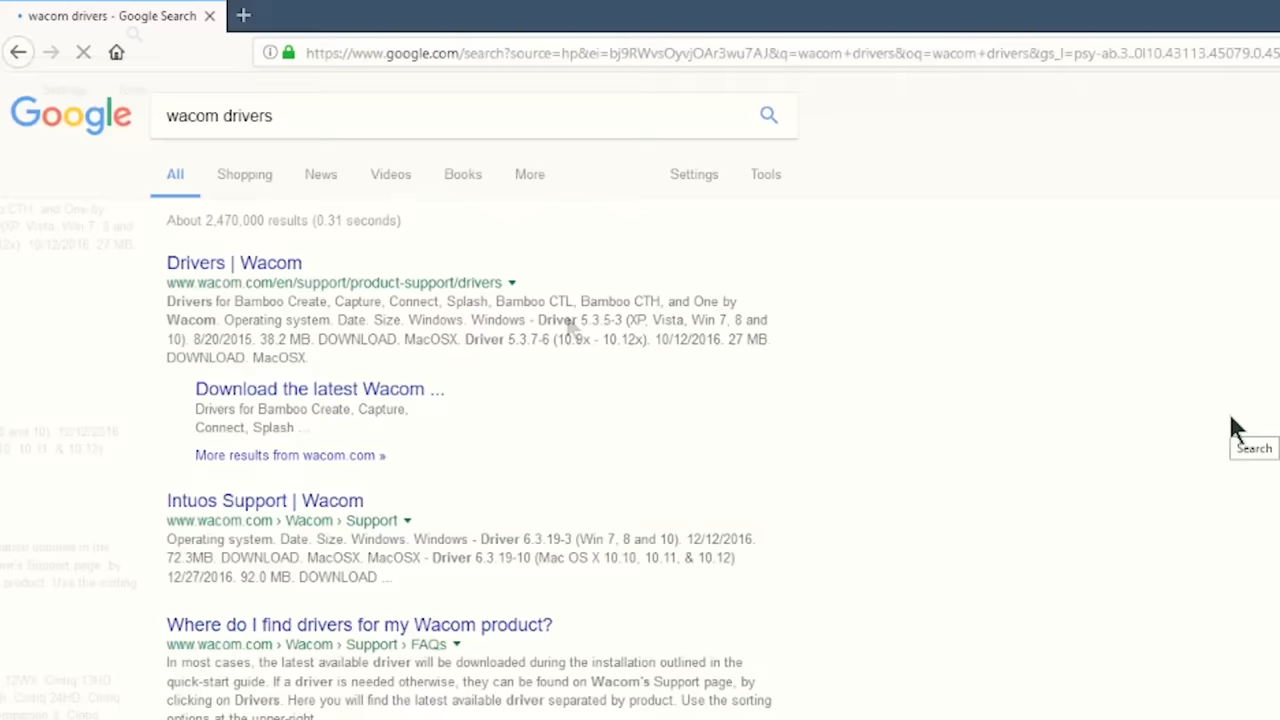 wacom drivers - Google Search
https://www.google.com/search?source=hp&ei=bj9RWvsOyvjOAr3wu7AJ&q=wacom+drivers&oq=wacom+drivers&gs_l=psy-ab.3..0l10.43113.45079.0.45
Google
wacom drivers
All Shopping News Videos Books More Settings Tools
About 2,470,000 results (0.31 seconds)
Drivers | Wacom
www.wacom.com/en/support/product-support/drivers
Drivers for Bamboo Create, Capture, Connect, Splash, Bamboo CTL, Bamboo CTH, and One by
Wacom. Operating system. Date. Size. Windows. Windows - Driver 5.3.5-3 (XP, Vista, Win 7, 8 and
10). 8/20/2015. 38.2 MB. DOWNLOAD. MacOSX. Driver 5.3.7-6 (10.9x - 10.12x). 10/12/2016. 27 MB.
DOWNLOAD. MacOSX.
Download the latest Wacom ...
Drivers for Bamboo Create, Capture,
Connect, Splash ...
More results from wacom.com »
Search
Intuos Support | Wacom
www.wacom.com › Wacom › Support
Operating system. Date. Size. Windows. Windows - Driver 6.3.19-3 (Win 7, 8 and 10). 12/12/2016.
72.3MB. DOWNLOAD. MacOSX. MacOSX - Driver 6.3.19-10 (Mac OS X 10.10, 10.11, & 10.12)
12/27/2016. 92.0 MB. DOWNLOAD ...
Where do I find drivers for my Wacom product?
www.wacom.com › Wacom › Support › FAQs
In most cases, the latest available driver will be downloaded during the installation outlined in the
quick-start guide. If a driver is needed otherwise, they can be found on Wacom's Support page, by
clicking on Drivers. Here you will find the latest available driver separated by product. Use the sorting
options at the upper-right